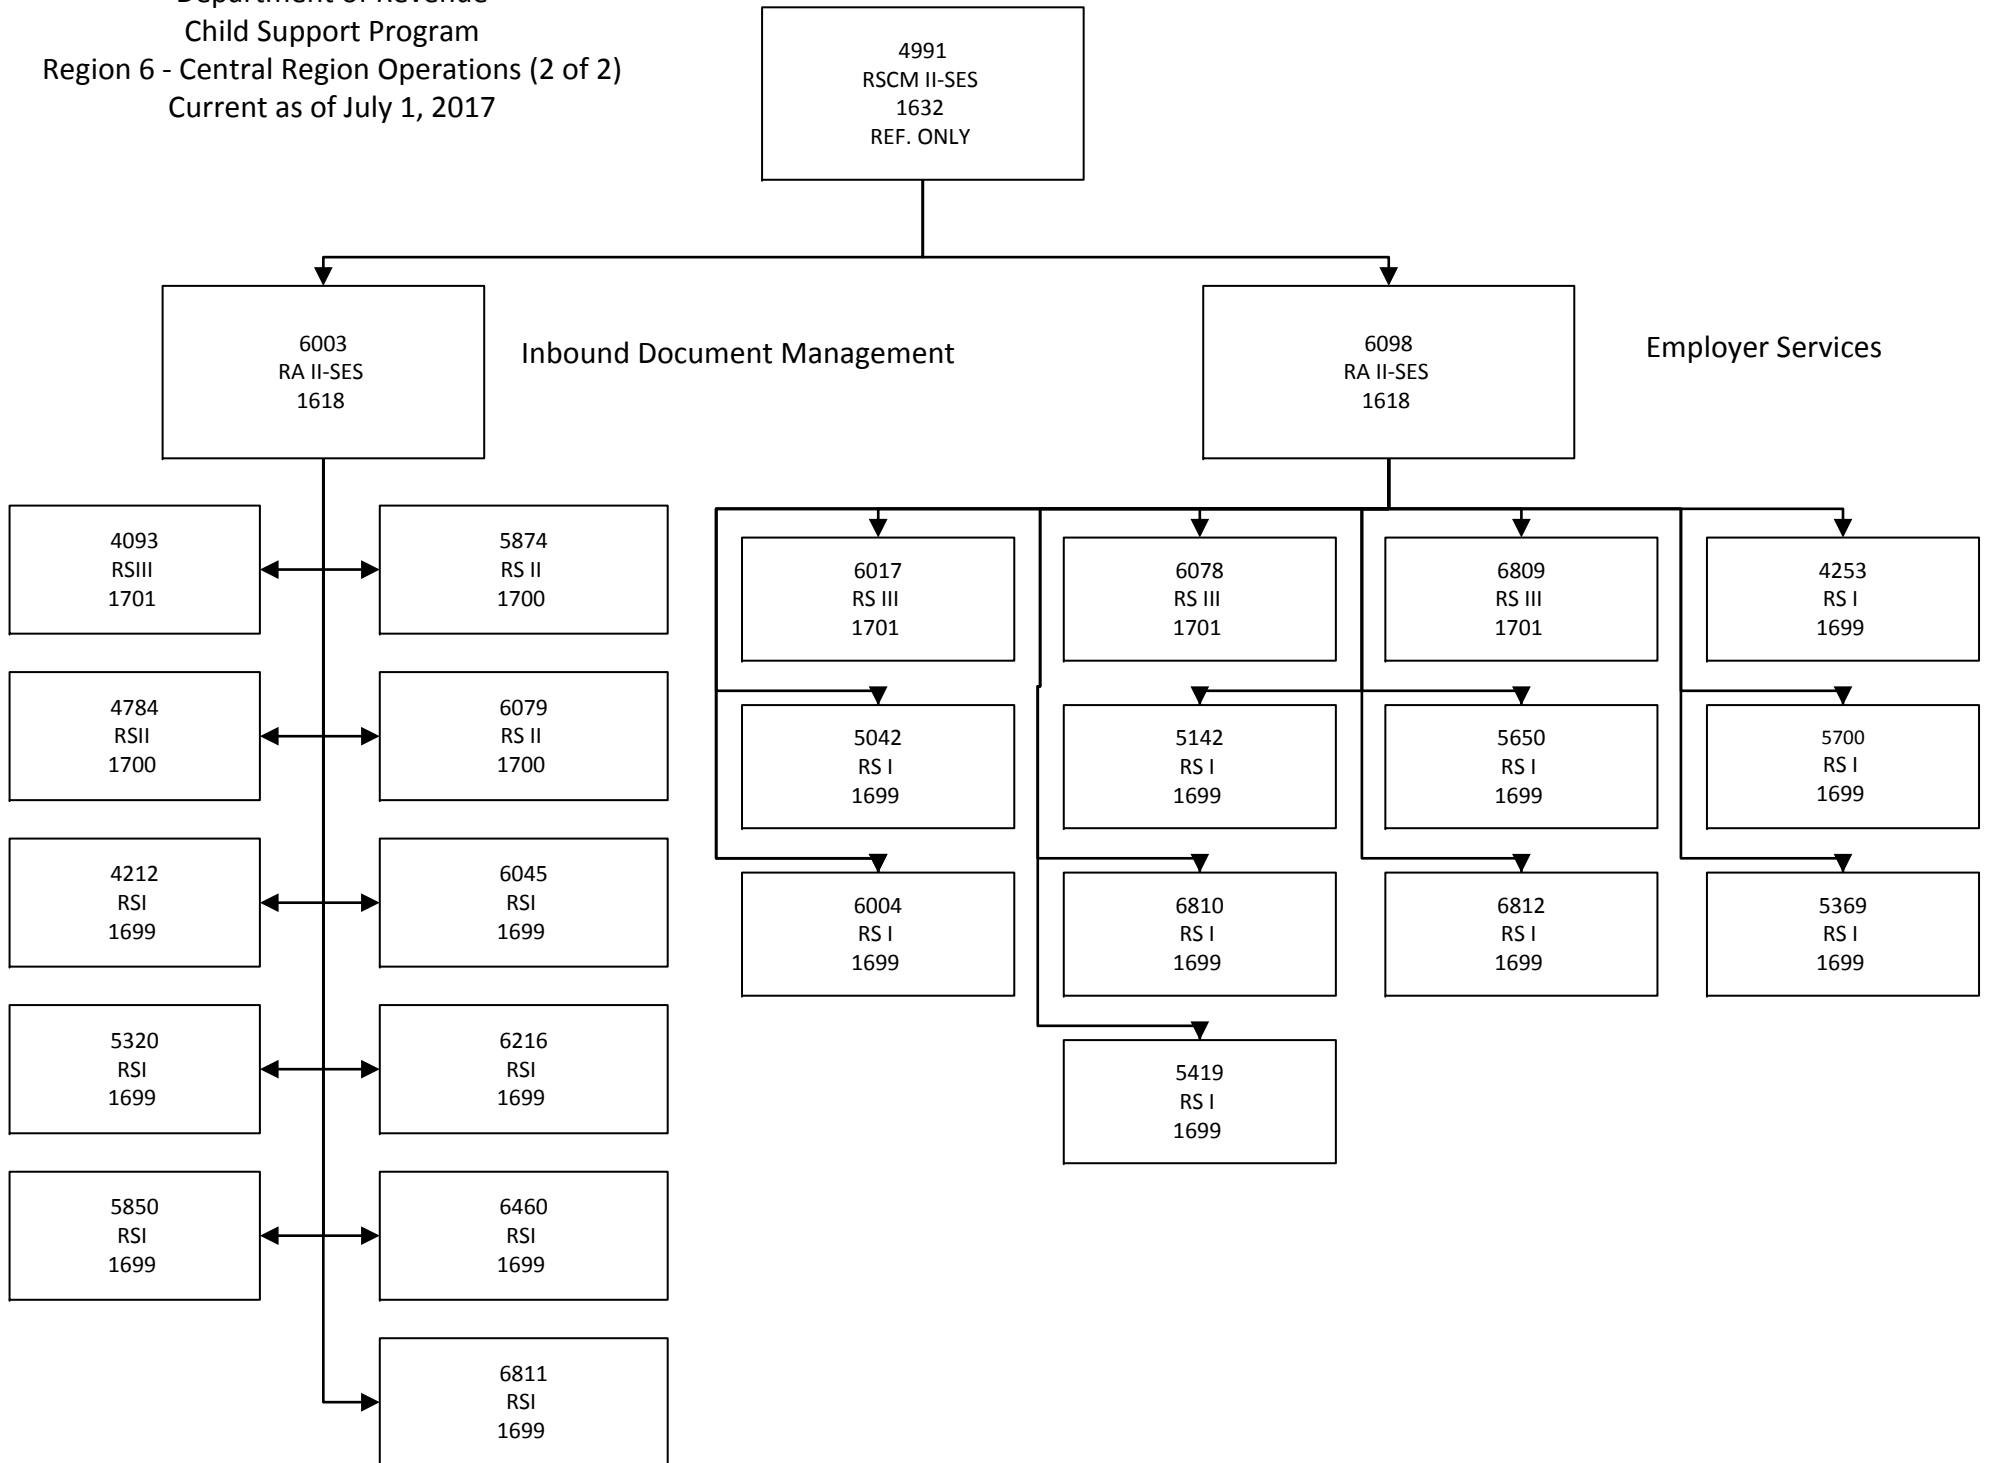 Department of Revenue
Child Support Program
Region 6 - Central Region Operations (2 of 2)
Current as of July 1, 2017
4991
RSCM II-SES
1632
REF. ONLY
6003
RA II-SES
1618
Inbound Document Management
6098
RA II-SES
1618
Employer Services
4093
RSIII
1701
5874
RS II
1700
4784
RSII
1700
6079
RS II
1700
4212
RSI
1699
6045
RSI
1699
5320
RSI
1699
6216
RSI
1699
5850
RSI
1699
6460
RSI
1699
6811
RSI
1699
6017
RS III
1701
6078
RS III
1701
6809
RS III
1701
4253
RS I
1699
5042
RS I
1699
5142
RS I
1699
5650
RS I
1699
5700
RS I
1699
6004
RS I
1699
6810
RS I
1699
6812
RS I
1699
5369
RS I
1699
5419
RS I
1699